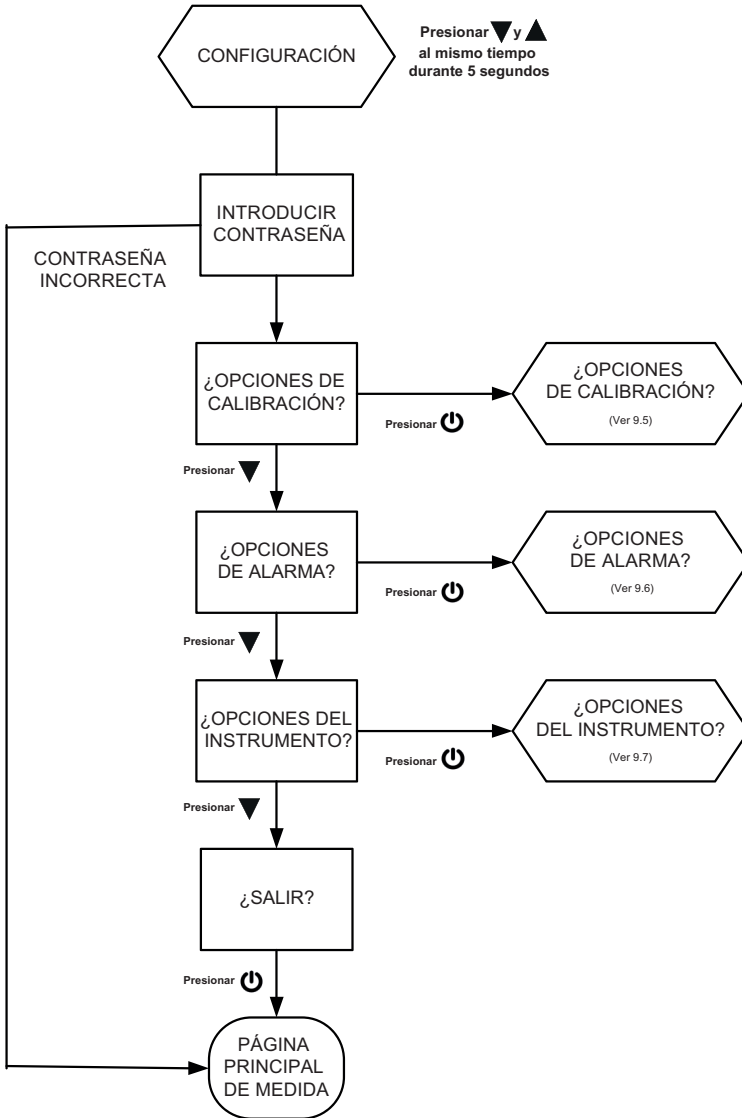 CONFIGURACIÓN
Presionar ▼ y ▲
al mismo tiempo
durante 5 segundos
INTRODUCIR
CONTRASEÑA
CONTRASEÑA
INCORRECTA
¿OPCIONES DE
CALIBRACIÓN?
Presionar
¿OPCIONES
DE CALIBRACIÓN?
(Ver 9.5)
Presionar ▼
¿OPCIONES
DE ALARMA?
Presionar
¿OPCIONES
DE ALARMA?
(Ver 9.6)
Presionar ▼
¿OPCIONES DEL
INSTRUMENTO?
Presionar
¿OPCIONES
DEL INSTRUMENTO?
(Ver 9.7)
Presionar ▼
¿SALIR?
Presionar
PÁGINA
PRINCIPAL
DE MEDIDA